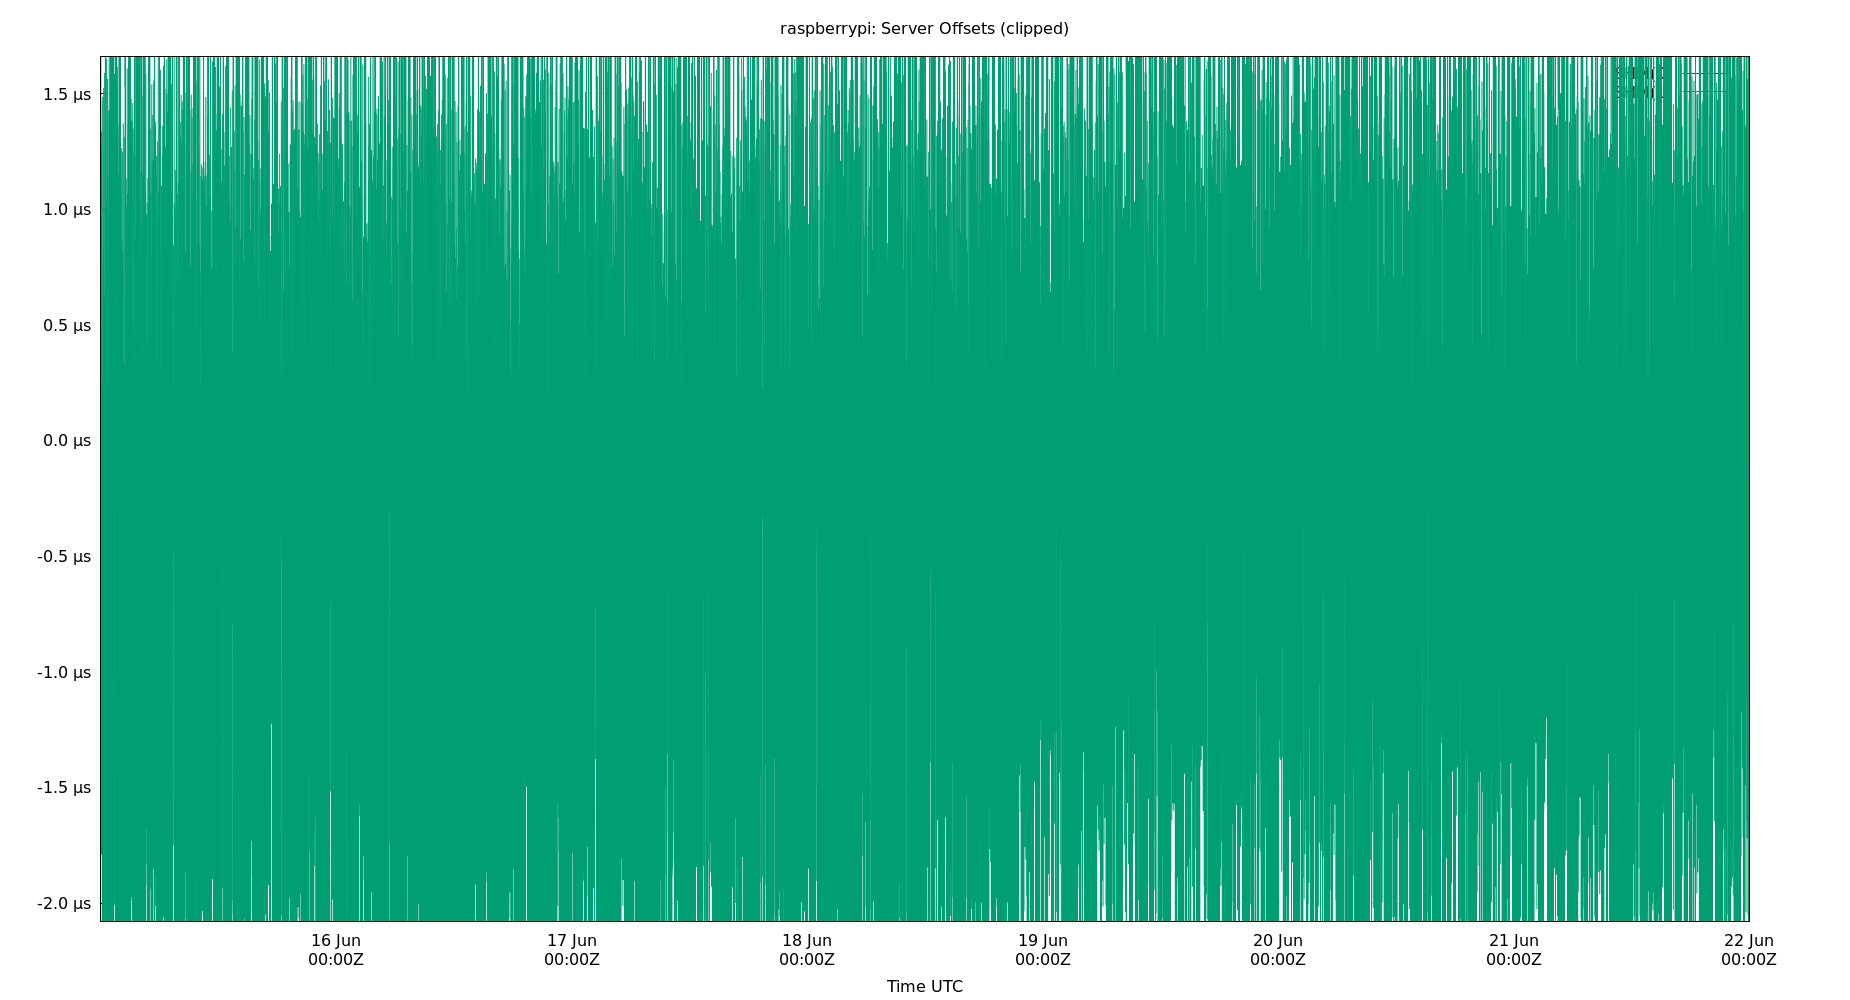 raspberrypi: Server Offsets (clipped)
1.5 µs
1.0 µs
0.5 µs
0.0 µs
-0.5 µs
-1.0 µs
-1.5 µs
-2.0 µs
16 Jun 17 Jun 18 Jun 19 Jun 20 Jun 21 Jun 22 Jun
00:00Z 00:00Z 00:00Z 00:00Z 00:00Z 00:00Z 00:00Z
Time UTC